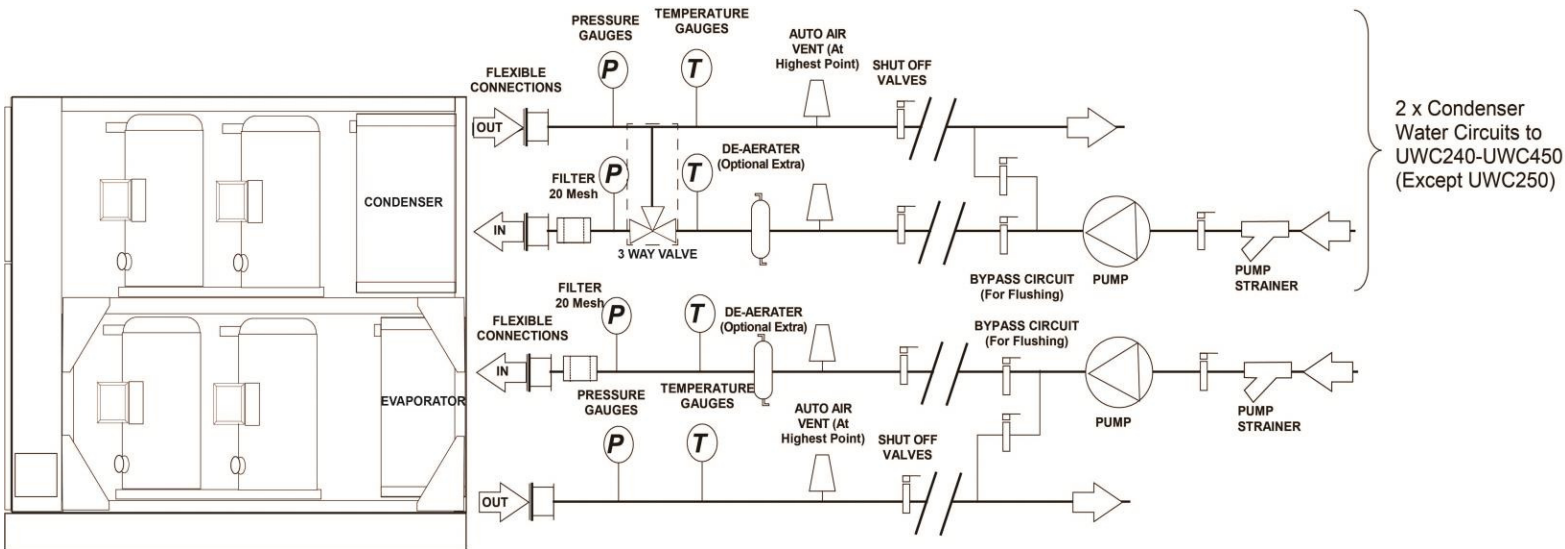 PRESSURE
GAUGES
TEMPERATURE
GAUGES
AUTO AIR
VENT (At
Highest Point)
SHUT OFF
VALVES
FLEXIBLE
CONNECTIONS
P
T
OUT
2 x Condenser
Water Circuits to
UWC240-UWC450
(Except UWC250)
FILTER
20 Mesh
P
T
DE-AERATER
(Optional Extra)
CONDENSER
IN
3 WAY VALVE
BYPASS CIRCUIT
(For Flushing)
PUMP
PUMP
STRAINER
FILTER
20 Mesh
P
T
DE-AERATER
(Optional Extra)
BYPASS CIRCUIT
(For Flushing)
FLEXIBLE
CONNECTIONS
IN
EVAPORATOR
PRESSURE
GAUGES
TEMPERATURE
GAUGES
AUTO AIR
VENT (At
Highest Point)
SHUT OFF
VALVES
PUMP
PUMP
STRAINER
P
T
OUT